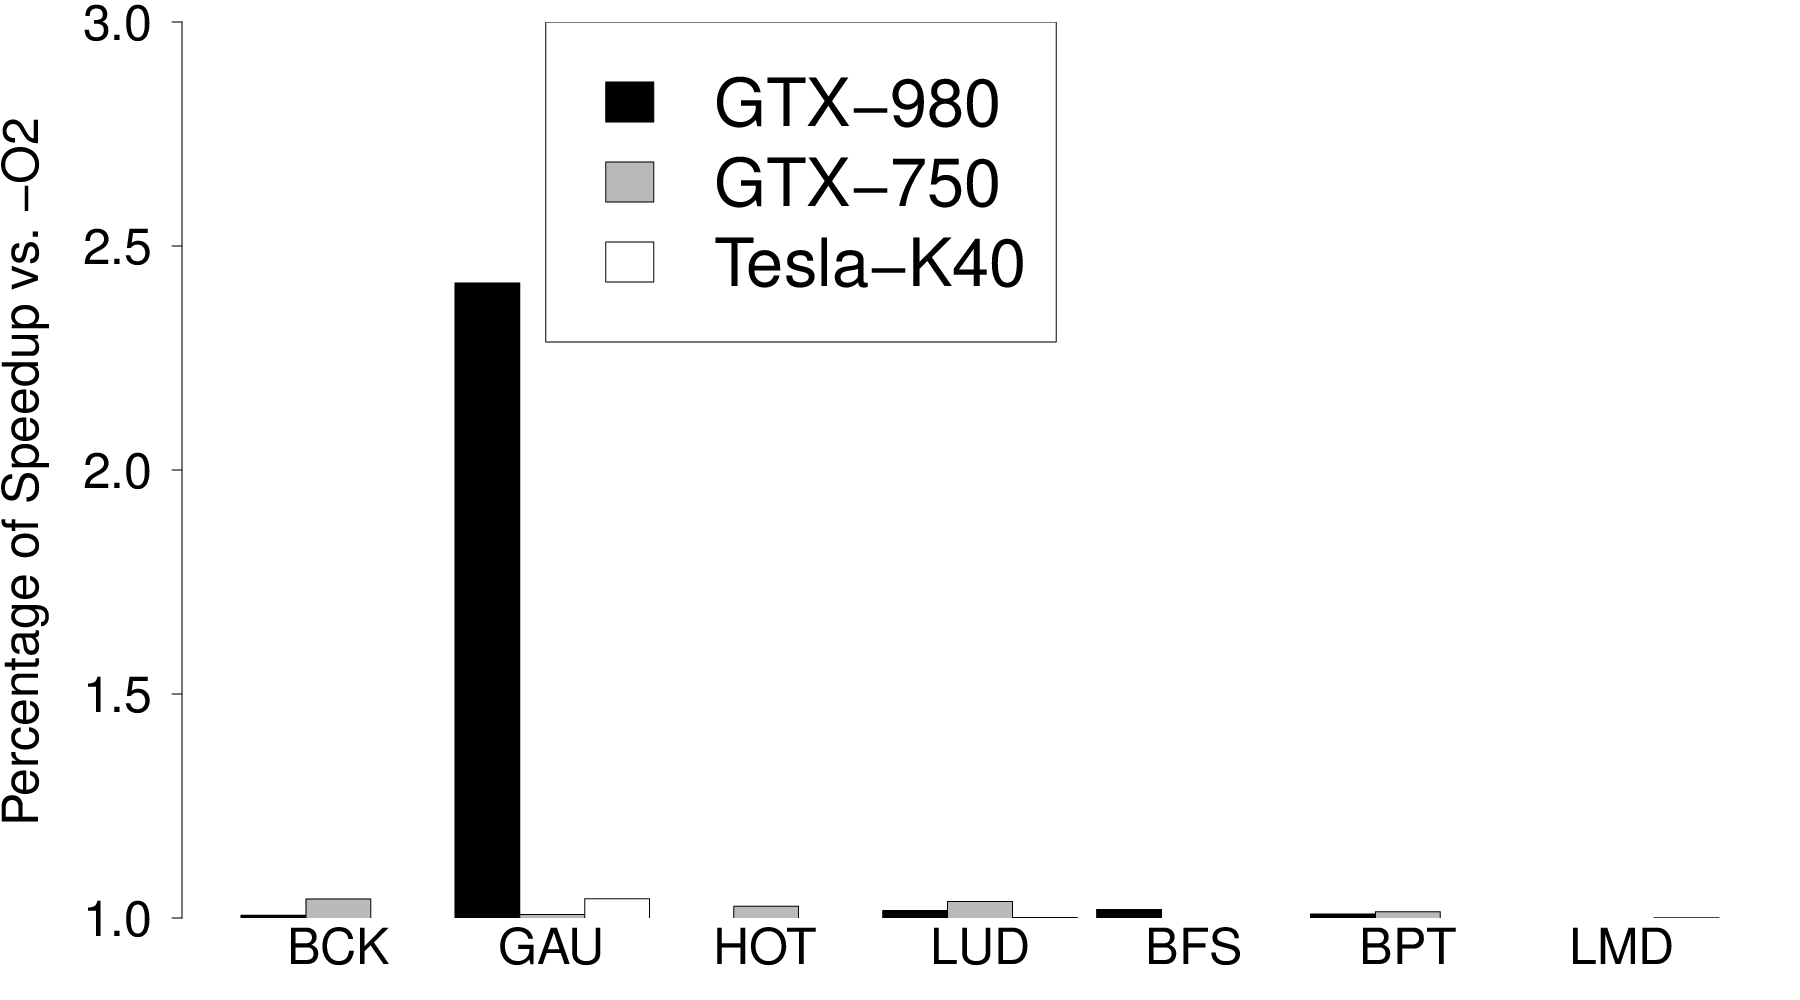 Percentage of Speedup vs. −O2
3.0
2.5
2.0
1.5
1.0
GTX−980
GTX−750
Tesla−K40
BCK GAU HOT LUD BFS BPT LMD